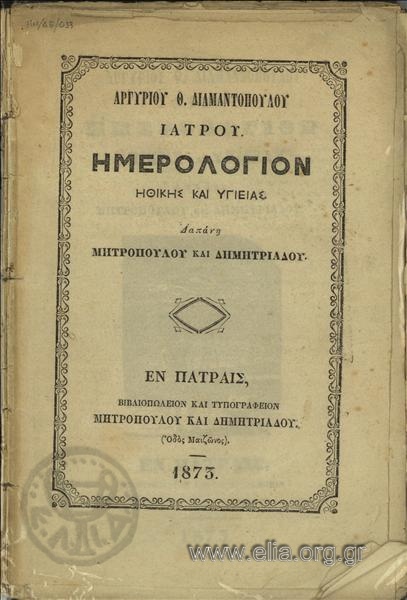 ΑΡΓΥΡΙΟΥ Θ. ΔΙΑΜΑΝΤΟΠΟΥΛΟΥ
ΙΑΤΡΟΥ.
ΗΜΕΡΟΛΟΓΙΟΝ
ΗΘΙΚΗΣ ΚΑΙ ΥΓΙΕΙΑΣ.
Δαπάνῃ
ΜΗΤΡΟΠΟΥΛΟΥ ΚΑΙ ΔΗΜΗΤΡΙΑΔΟΥ.
ΕΝ ΠΑΤΡΑΙΣ,
ΒΙΒΛΙΟΠΩΛΕΙΟΝ ΚΑΙ ΤΥΠΟΓΡΑΦΕΙΟΝ
ΜΗΤΡΟΠΟΥΛΟΥ ΚΑΙ ΔΗΜΗΤΡΙΑΔΟΥ.
(Ὁδὸς Μαιζῶνος).
1873.
www.elia.org.gr